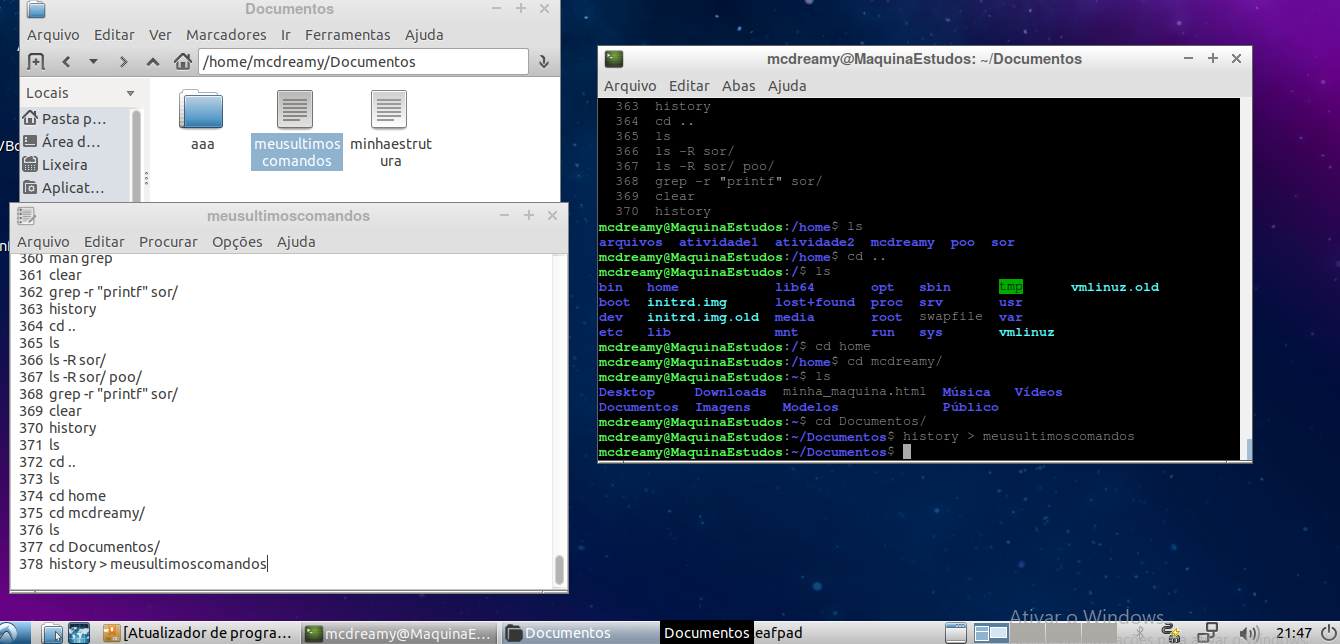 Documentos
Arquivo Editar Ver Marcadores Ir Ferramentas Ajuda
/home/mcdreamy/Documentos
Locais
Pasta p...
Área d...
Lixeira
Aplicat...
aaa
meusultimos
comandos
minhaestrut
ura
meusultimoscomandos
Arquivo Editar Procurar Opções Ajuda
360 man grep
361 clear
362 grep -r "printf" sor/
363 history
364 cd ..
365 ls
366 ls -R sor/
367 ls -R sor/ poo/
368 grep -r "printf" sor/
369 clear
370 history
371 ls
372 cd ..
373 ls
374 cd home
375 cd mcdreamy/
376 ls
377 cd Documentos/
378 history > meusultimoscomandos
mcdreamy@MaquinaEstudos: ~/Documentos
Arquivo Editar Abas Ajuda
363 history
364 cd ..
365 ls
366 ls -R sor/
367 ls -R sor/ poo/
368 grep -r "printf" sor/
369 clear
370 history
mcdreamy@MaquinaEstudos:/home$ ls
arquivos atividade1 atividade2 mcdreamy poo sor
mcdreamy@MaquinaEstudos:/home$ cd ..
mcdreamy@MaquinaEstudos:/$ ls
bin home lib64 opt sbin tmp vmlinuz.old
boot initrd.img lost+found proc srv usr
dev initrd.img.old media root swapfile var
etc lib mnt run sys vmlinuz
mcdreamy@MaquinaEstudos:/$ cd home
mcdreamy@MaquinaEstudos:/home$ cd mcdreamy/
mcdreamy@MaquinaEstudos:~$ ls
Desktop Downloads minha_maquina.html Música Vídeos
Documentos Imagens Modelos Público
mcdreamy@MaquinaEstudos:~$ cd Documentos/
mcdreamy@MaquinaEstudos:~/Documentos$ history > meusultimoscomandos
mcdreamy@MaquinaEstudos:~/Documentos$
Ativar o Windows
[Atualizador de progra... mcdreamy@MaquinaE... Documentos Documentos eafpad 21:47